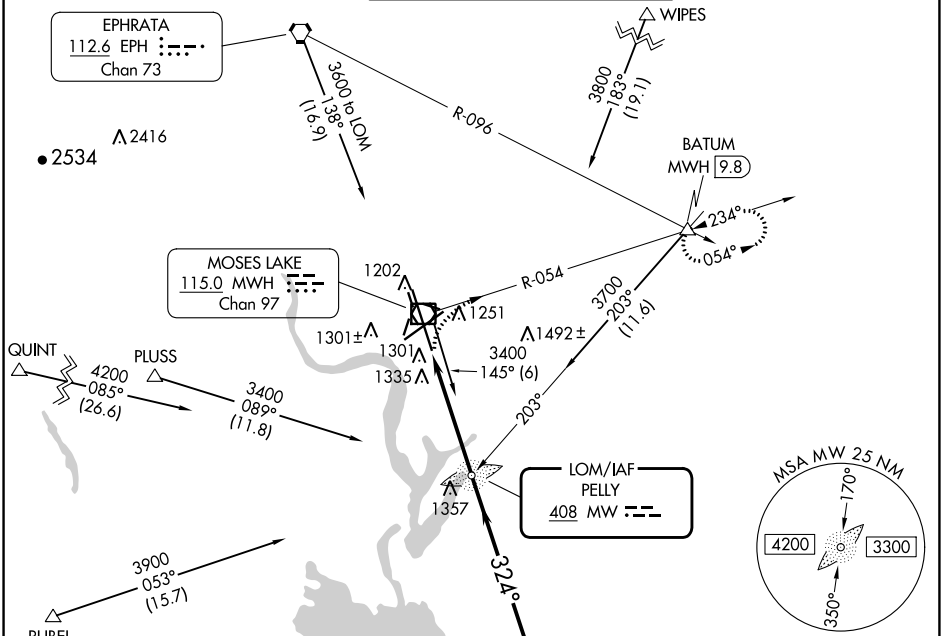 EPHRATA
112.6 EPH
Chan 73
WIPES
3800
183°
(19.1)
3600 to LOM
138°
(16.9)
R-096
2416
2534
BATUM
MWH 9.8
234°
054°
MOSES LAKE
115.0 MWH
Chan 97
1202
R-054
1251
3700
203°
(11.6)
1301±
1301
1492±
1335
3400
145° (6)
QUINT
4200
085°
(26.6)
PLUSS
3400
089°
(11.8)
203°
LOM/IAF
PELLY
408 MW
1357
MSA MW 25 NM
170°
4200
3300
350°
324°
3900
053°
(15.7)